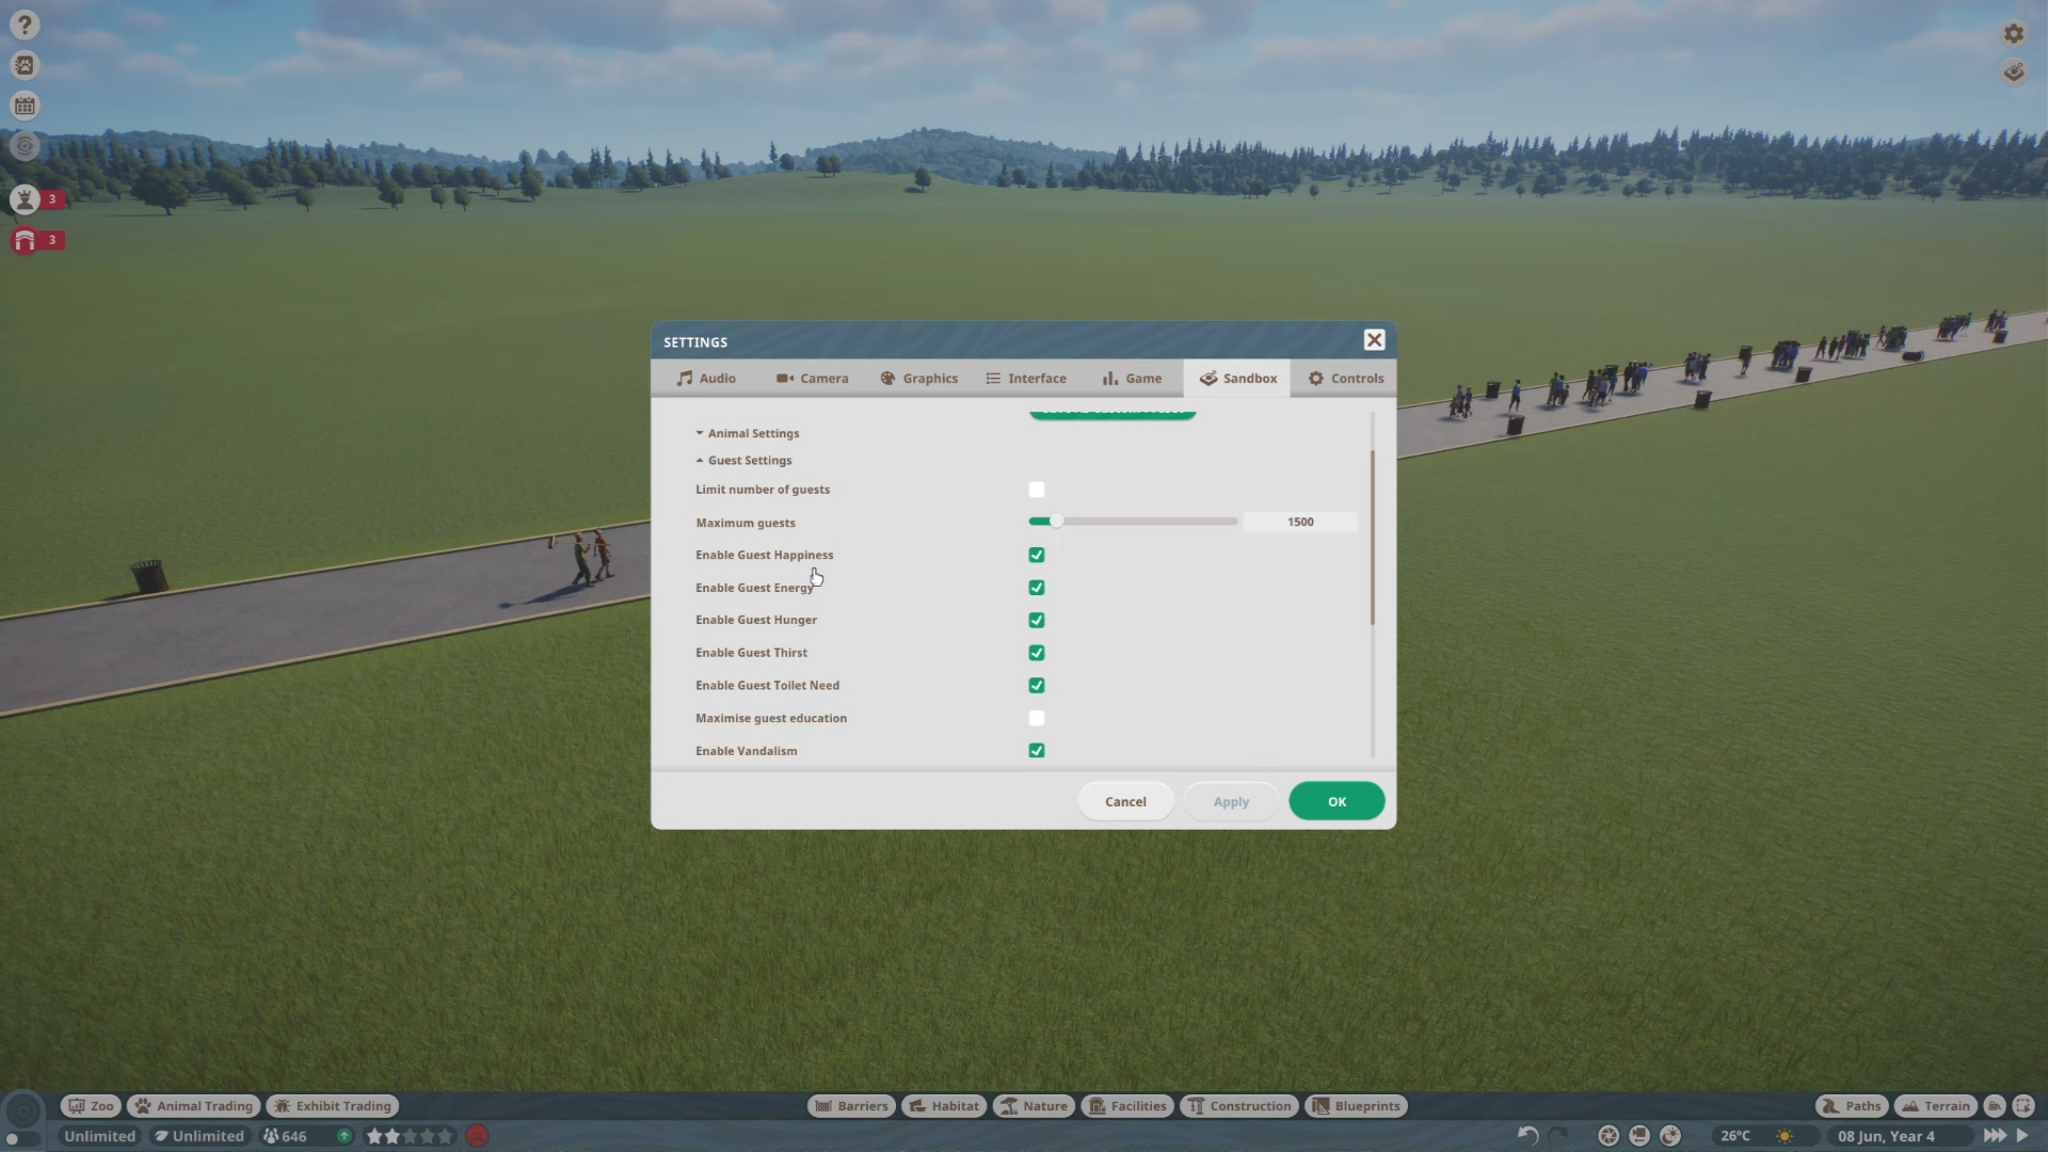 3
3
SETTINGS
Audio
Camera
Graphics
Interface
Game
Sandbox
Controls
Animal Settings
Guest Settings
Limit number of guests
Maximum guests
1500
Enable Guest Happiness
Enable Guest Energy
Enable Guest Hunger
Enable Guest Thirst
Enable Guest Toilet Need
Maximise guest education
Enable Vandalism
Cancel
Apply
OK
Zoo
Animal Trading
Exhibit Trading
Barriers
Habitat
Nature
Facilities
Construction
Blueprints
Paths
Terrain
Unlimited
Unlimited
646
26°C
08 Jun, Year 4